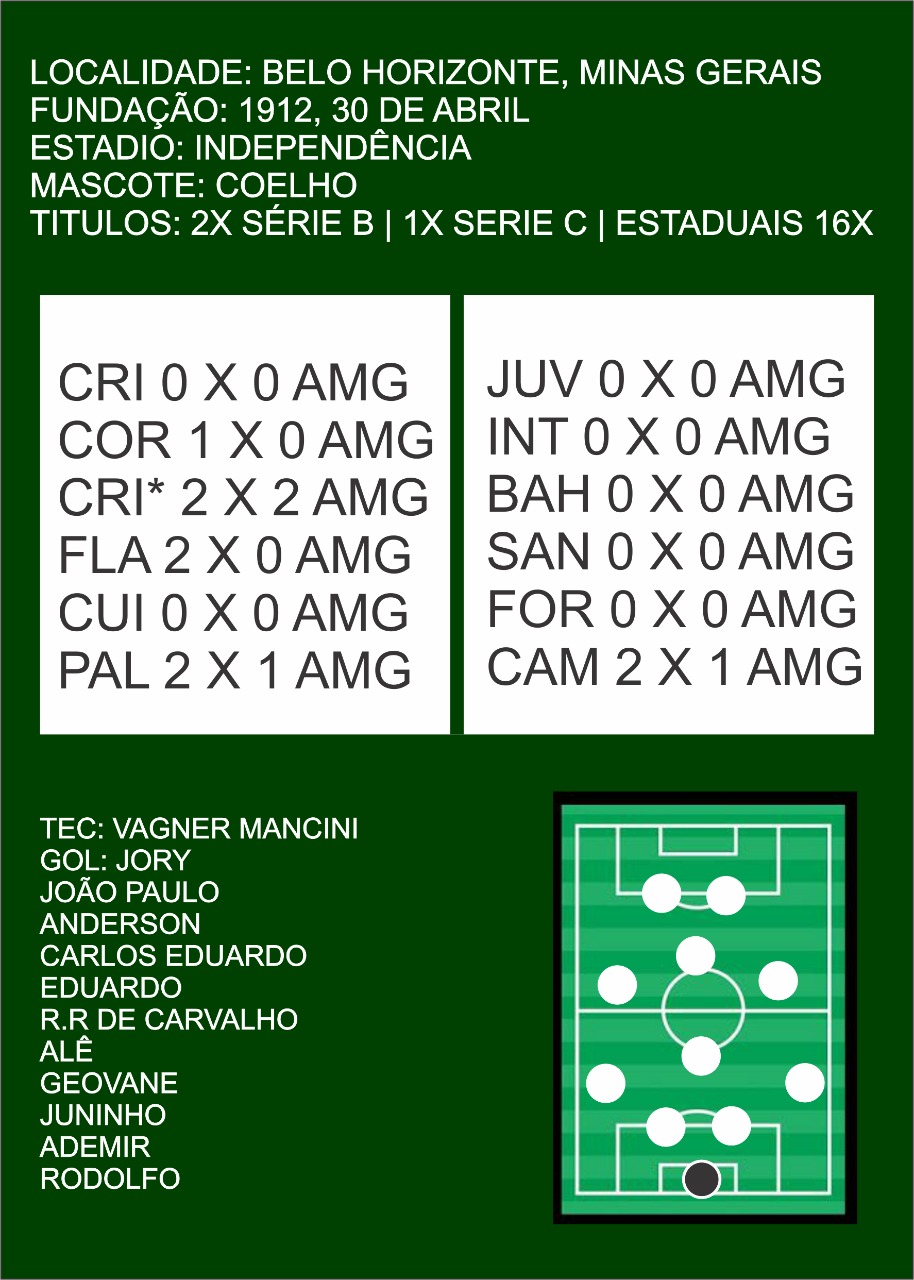 LOCALIDADE: BELO HORIZONTE, MINAS GERAIS
FUNDAÇÃO: 1912, 30 DE ABRIL
ESTADIO: INDEPENDÊNCIA
MASCOTE: COELHO
TITULOS: 2X SÉRIE B | 1X SERIE C | ESTADUAIS 16X
CRI 0 X 0 AMG
COR 1 X 0 AMG
CRI* 2 X 2 AMG
FLA 2 X 0 AMG
CUI 0 X 0 AMG
PAL 2 X 1 AMG
JUV 0 X 0 AMG
INT 0 X 0 AMG
BAH 0 X 0 AMG
SAN 0 X 0 AMG
FOR 0 X 0 AMG
CAM 2 X 1 AMG
TEC: VAGNER MANCINI
GOL: JORY
JOÃO PAULO
ANDERSON
CARLOS EDUARDO
EDUARDO
R.R DE CARVALHO
ALÊ
GEOVANE
JUNINHO
ADEMIR
RODOLFO